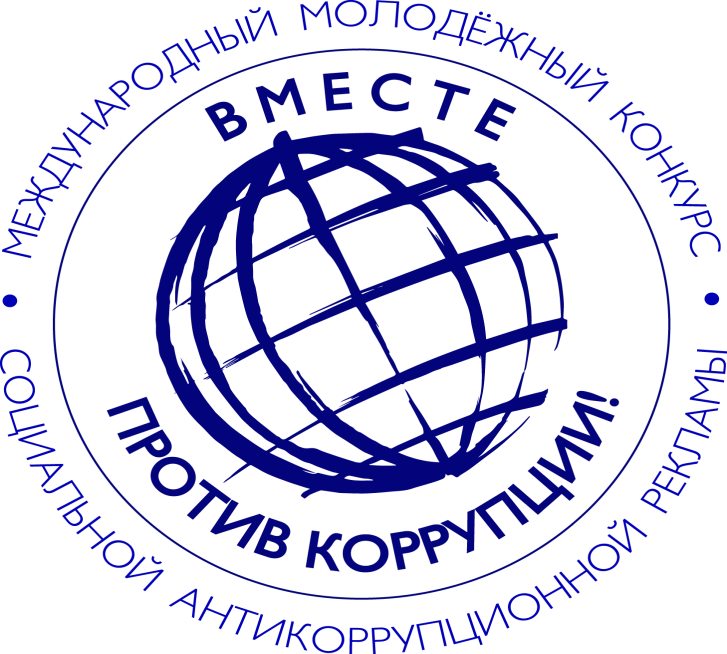 МЕЖДУНАРОДНЫЙ МОЛОДЁЖНЫЙ КОНКУРС
ВМЕСТЕ
ПРОТИВ КОРРУПЦИИ!
• СОЦИАЛЬНОЙ АНТИКОРРУПЦИОННОЙ РЕКЛАМЫ •